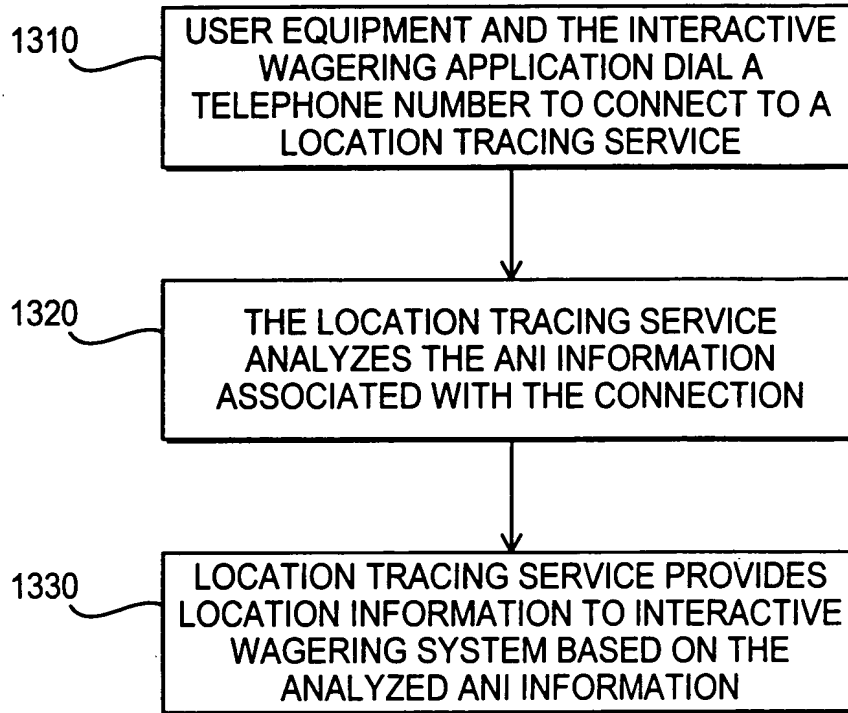 1310
USER EQUIPMENT AND THE INTERACTIVE
WAGERING APPLICATION DIAL A
TELEPHONE NUMBER TO CONNECT TO A
LOCATION TRACING SERVICE
1320
THE LOCATION TRACING SERVICE
ANALYZES THE ANI INFORMATION
ASSOCIATED WITH THE CONNECTION
1330
LOCATION TRACING SERVICE PROVIDES
LOCATION INFORMATION TO INTERACTIVE
WAGERING SYSTEM BASED ON THE
ANALYZED ANI INFORMATION